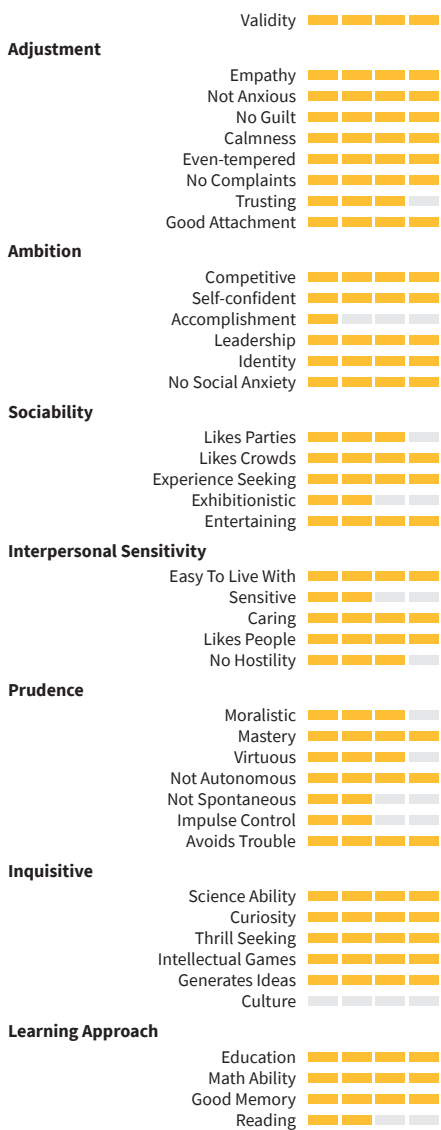 Validity
Adjustment
Empathy
Not Anxious
No Guilt
Calmness
Even-tempered
No Complaints
Trusting
Good Attachment
Ambition
Competitive
Self-confident
Accomplishment
Leadership
Identity
No Social Anxiety
Sociability
Likes Parties
Likes Crowds
Experience Seeking
Exhibitionistic
Entertaining
Interpersonal Sensitivity
Easy To Live With
Sensitive
Caring
Likes People
No Hostility
Prudence
Moralistic
Mastery
Virtuous
Not Autonomous
Not Spontaneous
Impulse Control
Avoids Trouble
Inquisitive
Science Ability
Curiosity
Thrill Seeking
Intellectual Games
Generates Ideas
Culture
Learning Approach
Education
Math Ability
Good Memory
Reading